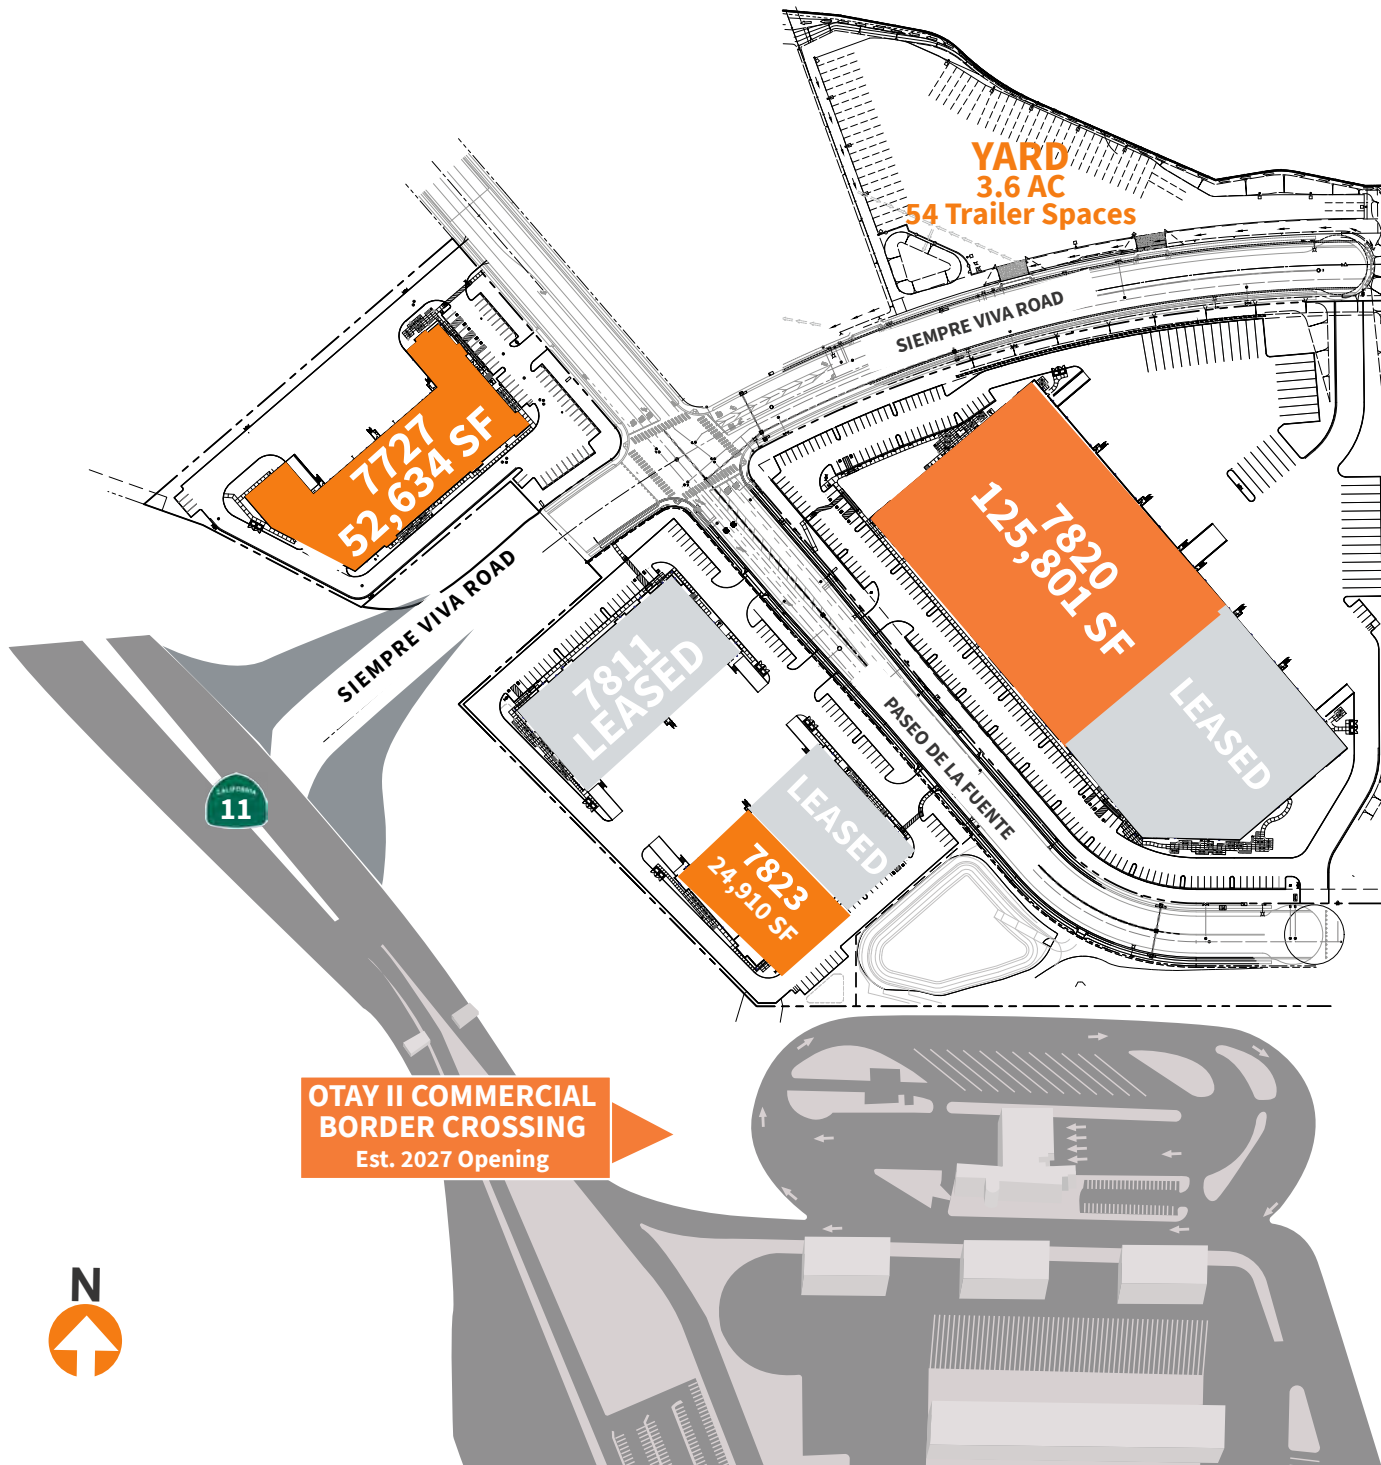 YARD
3.6 AC
54 Trailer Spaces
SIEMPRE VIVA ROAD
7727
52,634 SF
7820
125,801 SF
SIEMPRE VIVA ROAD
7811
LEASED
LEASED
PASEO DE LA FUENTE
LEASED
7823
24,910 SF
CALIFORNIA
11
OTAY II COMMERCIAL
BORDER CROSSING
Est. 2027 Opening
N